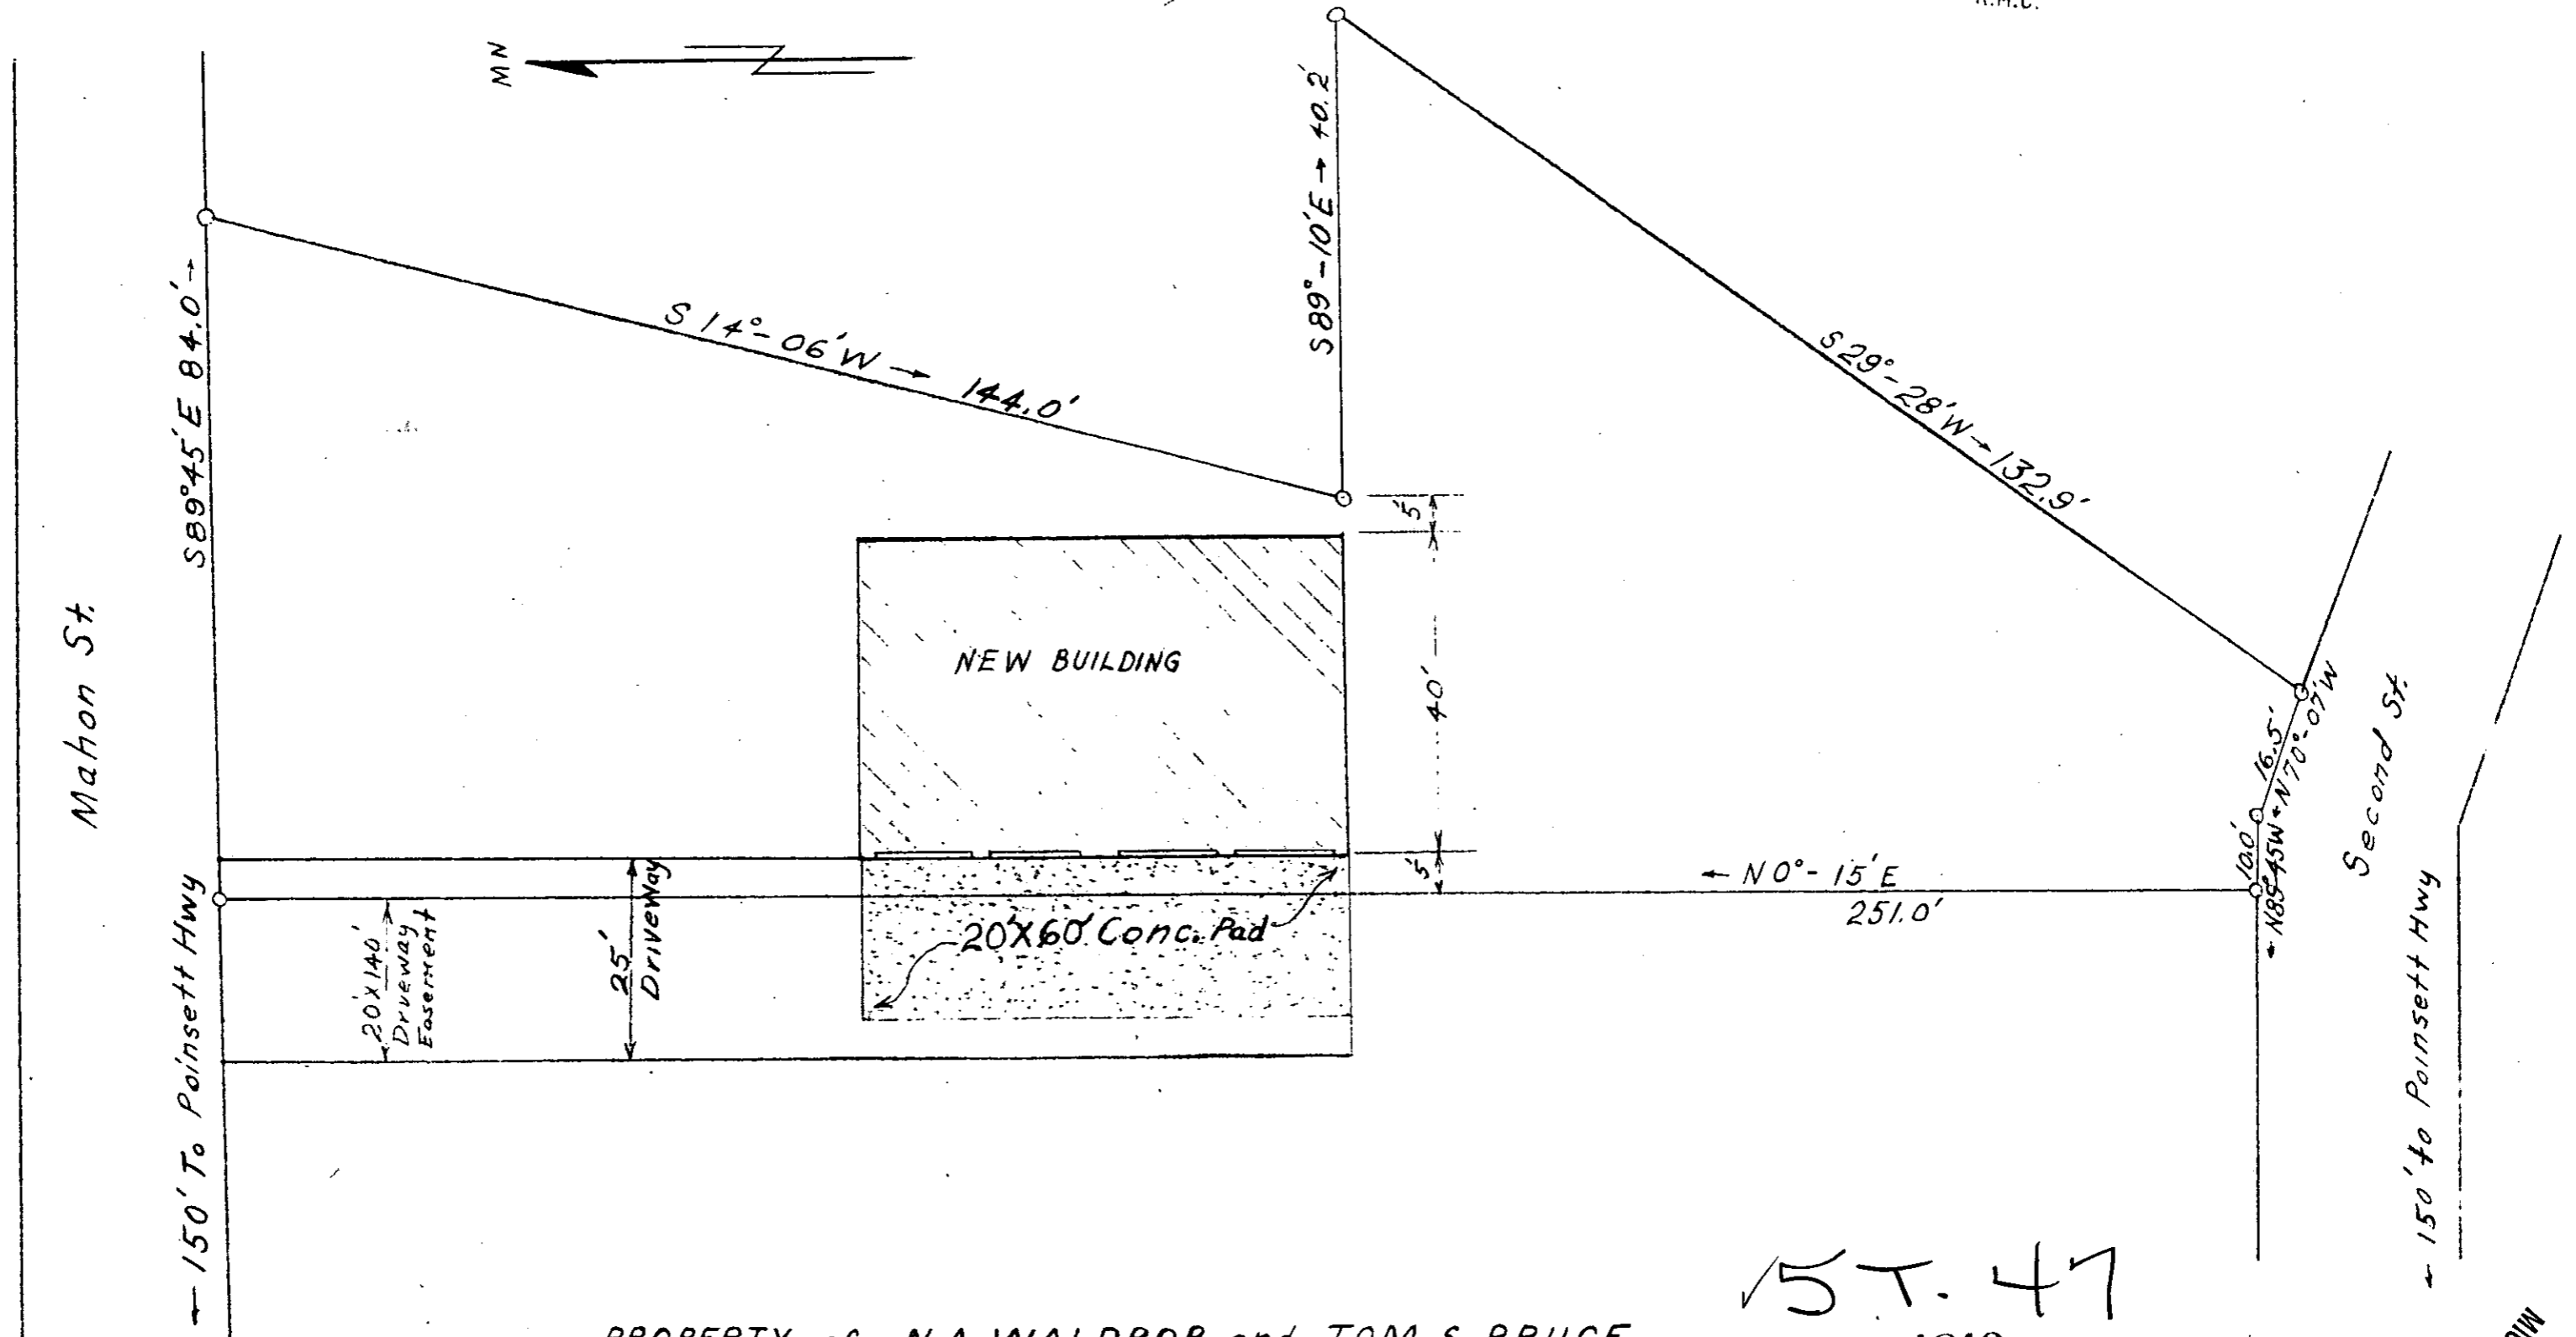 R.M.C.
MN
S89°45'E 84.0' →
S 14°-06'W → 144.0'
S89°-10'E → 40.2'
S29°-28'W → 132.9'
Mahon St.
NEW BUILDING
5'
40'
5'
16.5'
← N70°-07'W
10.0'
← N89°45W
Second St.
← N0°-15'E
251.0'
20'X60' Conc. Pad
25'
Driveway
20'X140'
Driveway
Easement
← 150' To Poinsett Hwy
← 150' to Poinsett Hwy
√5T. 47
PROPERTY of N.A. WALDROP and TOM S. BRUCE